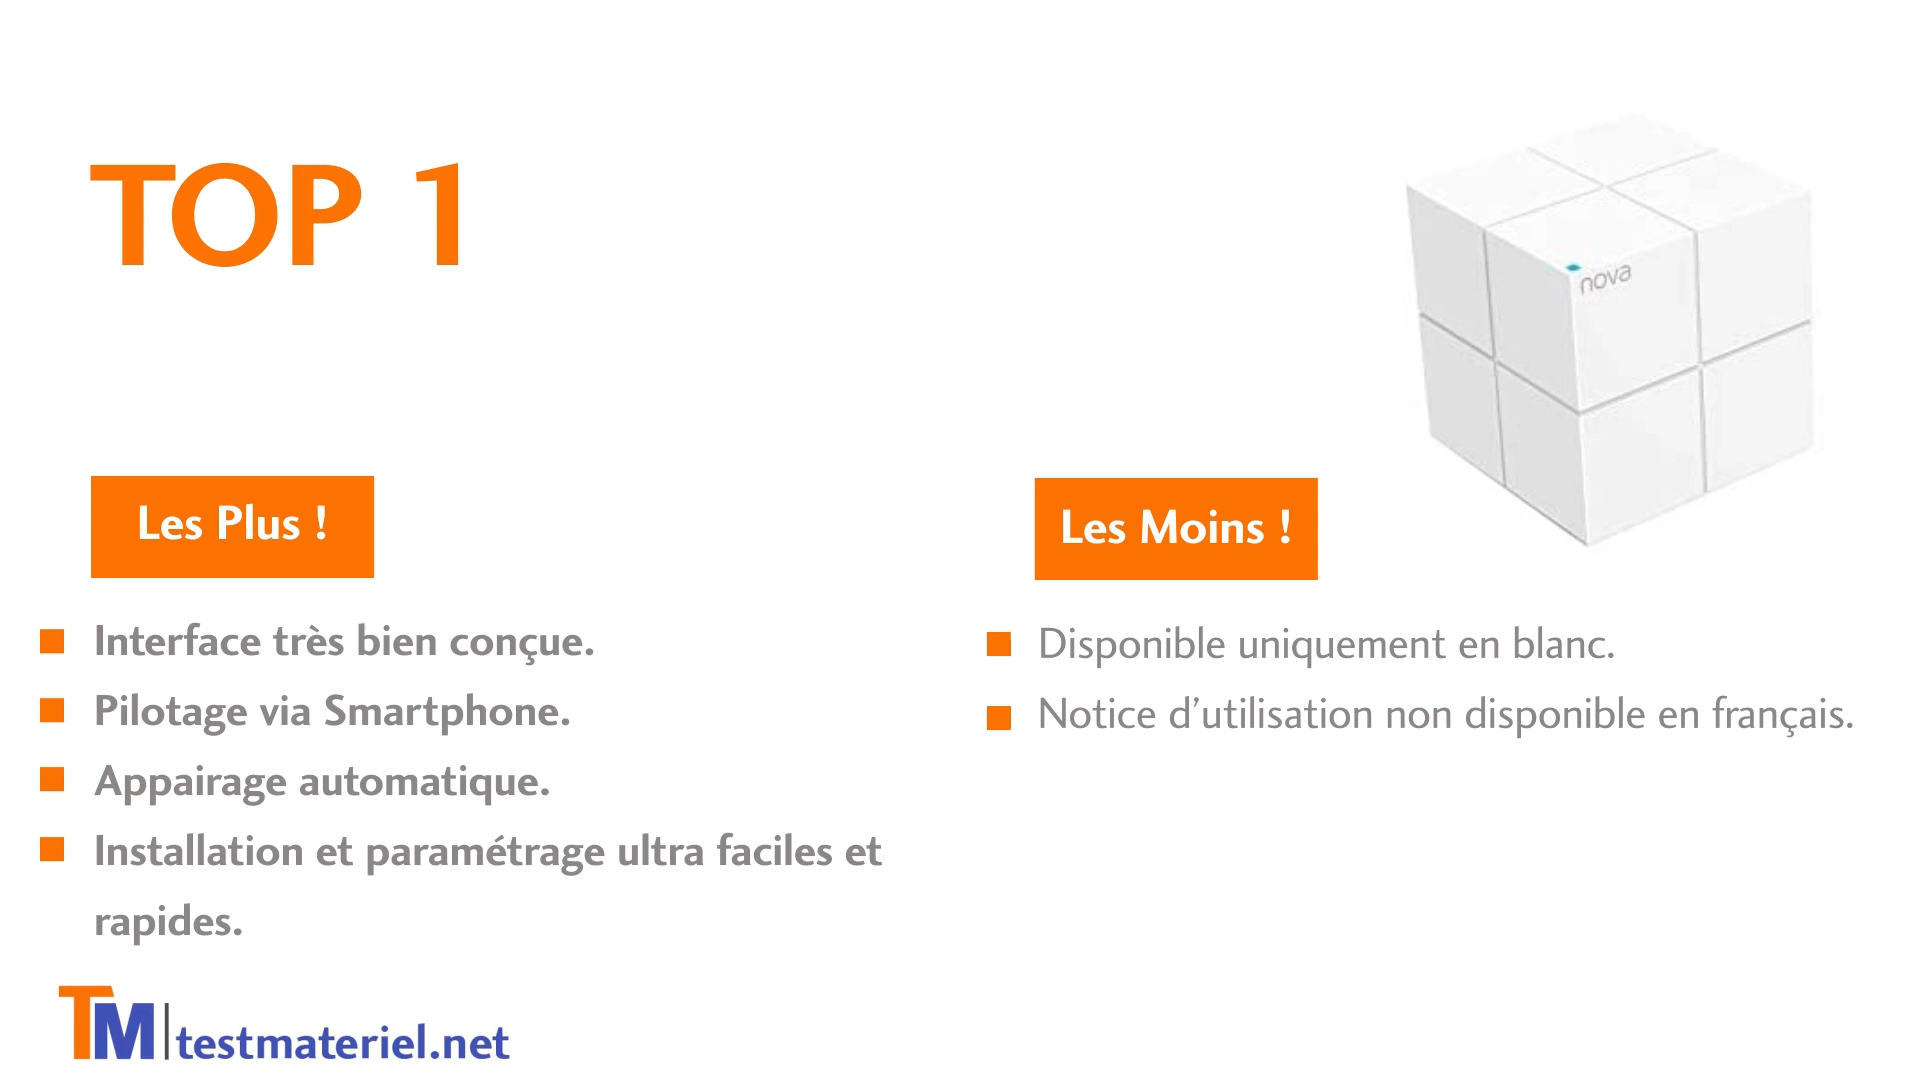 TOP 1
nova
Les Plus !
Interface très bien conçue.
Pilotage via Smartphone.
Appairage automatique.
Installation et paramétrage ultra faciles et
rapides.
Les Moins !
Disponible uniquement en blanc.
Notice d’utilisation non disponible en français.
TM|testmateriel.net